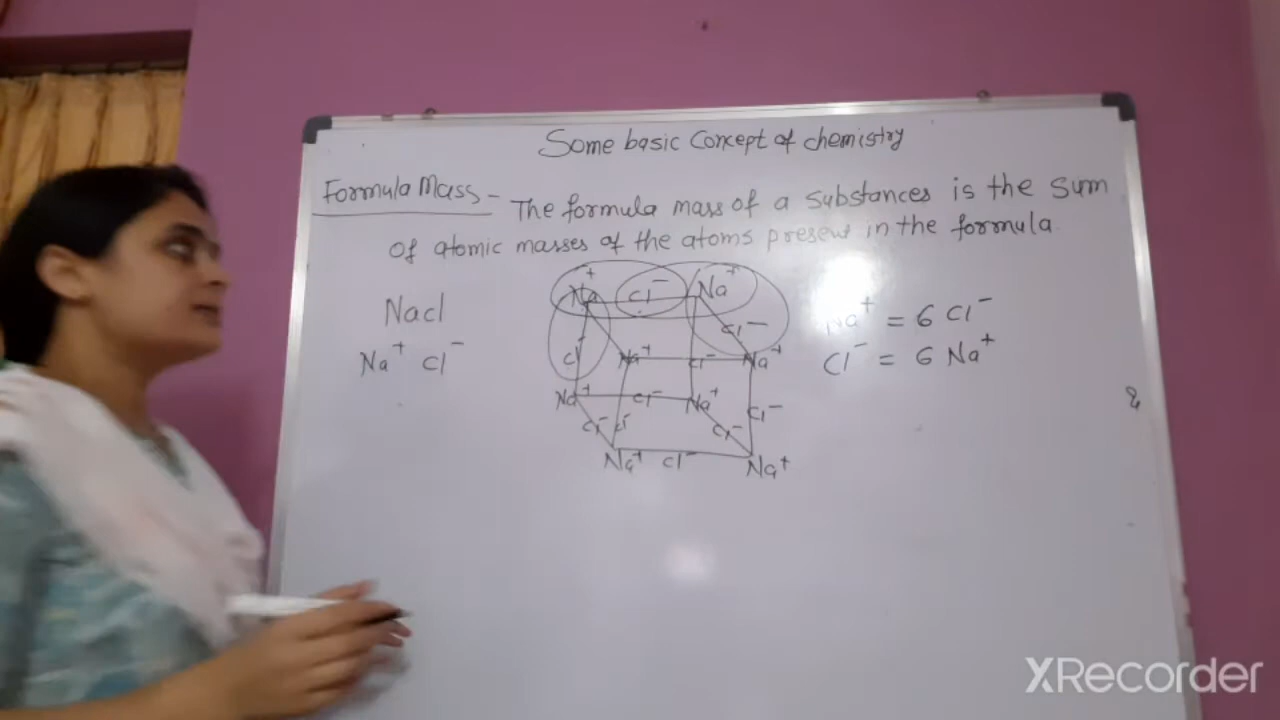 Some basic Concept of chemistry
Formula Mass - The formula mass of a substances is the sum
of atomic masses of the atoms present in the formula.
Nacl
Na⁺ Cl⁻
Na⁺ Cl⁻ Na⁺
Cl⁻
Cl⁻ Na⁺ Cl⁻ Na⁺
Na⁺ Cl⁻ Na⁺ Cl⁻
Cl⁻ Cl⁻ Cl⁻
Na⁺ Cl⁻ Na⁺
Na⁺ = 6 Cl⁻
Cl⁻ = 6 Na⁺
XRecorder